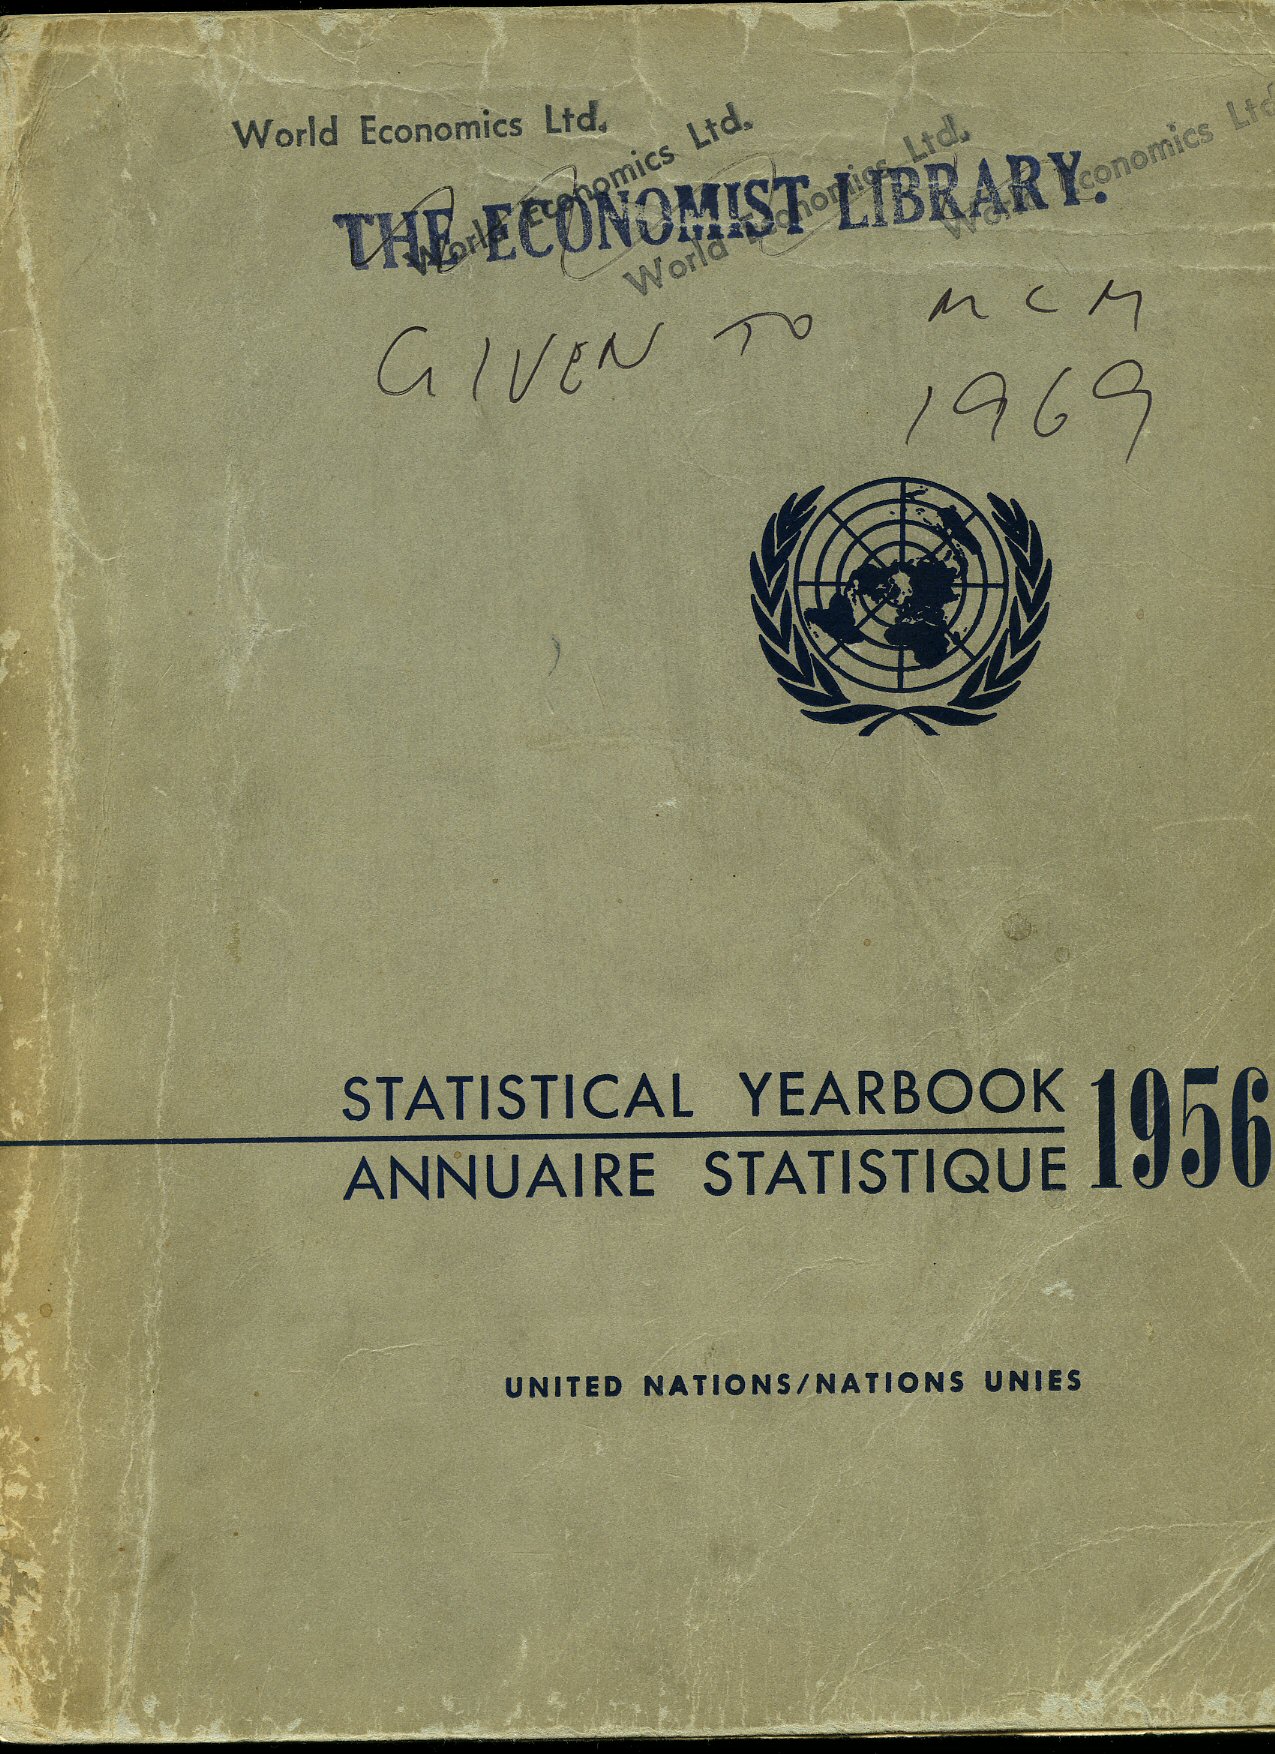 World Economics Ltd.
World Economics Ltd.
World Economics Ltd.
World Economics Ltd
THE ECONOMIST LIBRARY.
GIVEN TO MCM
1969
STATISTICAL YEARBOOK 1956
ANNUAIRE STATISTIQUE
UNITED NATIONS/NATIONS UNIES